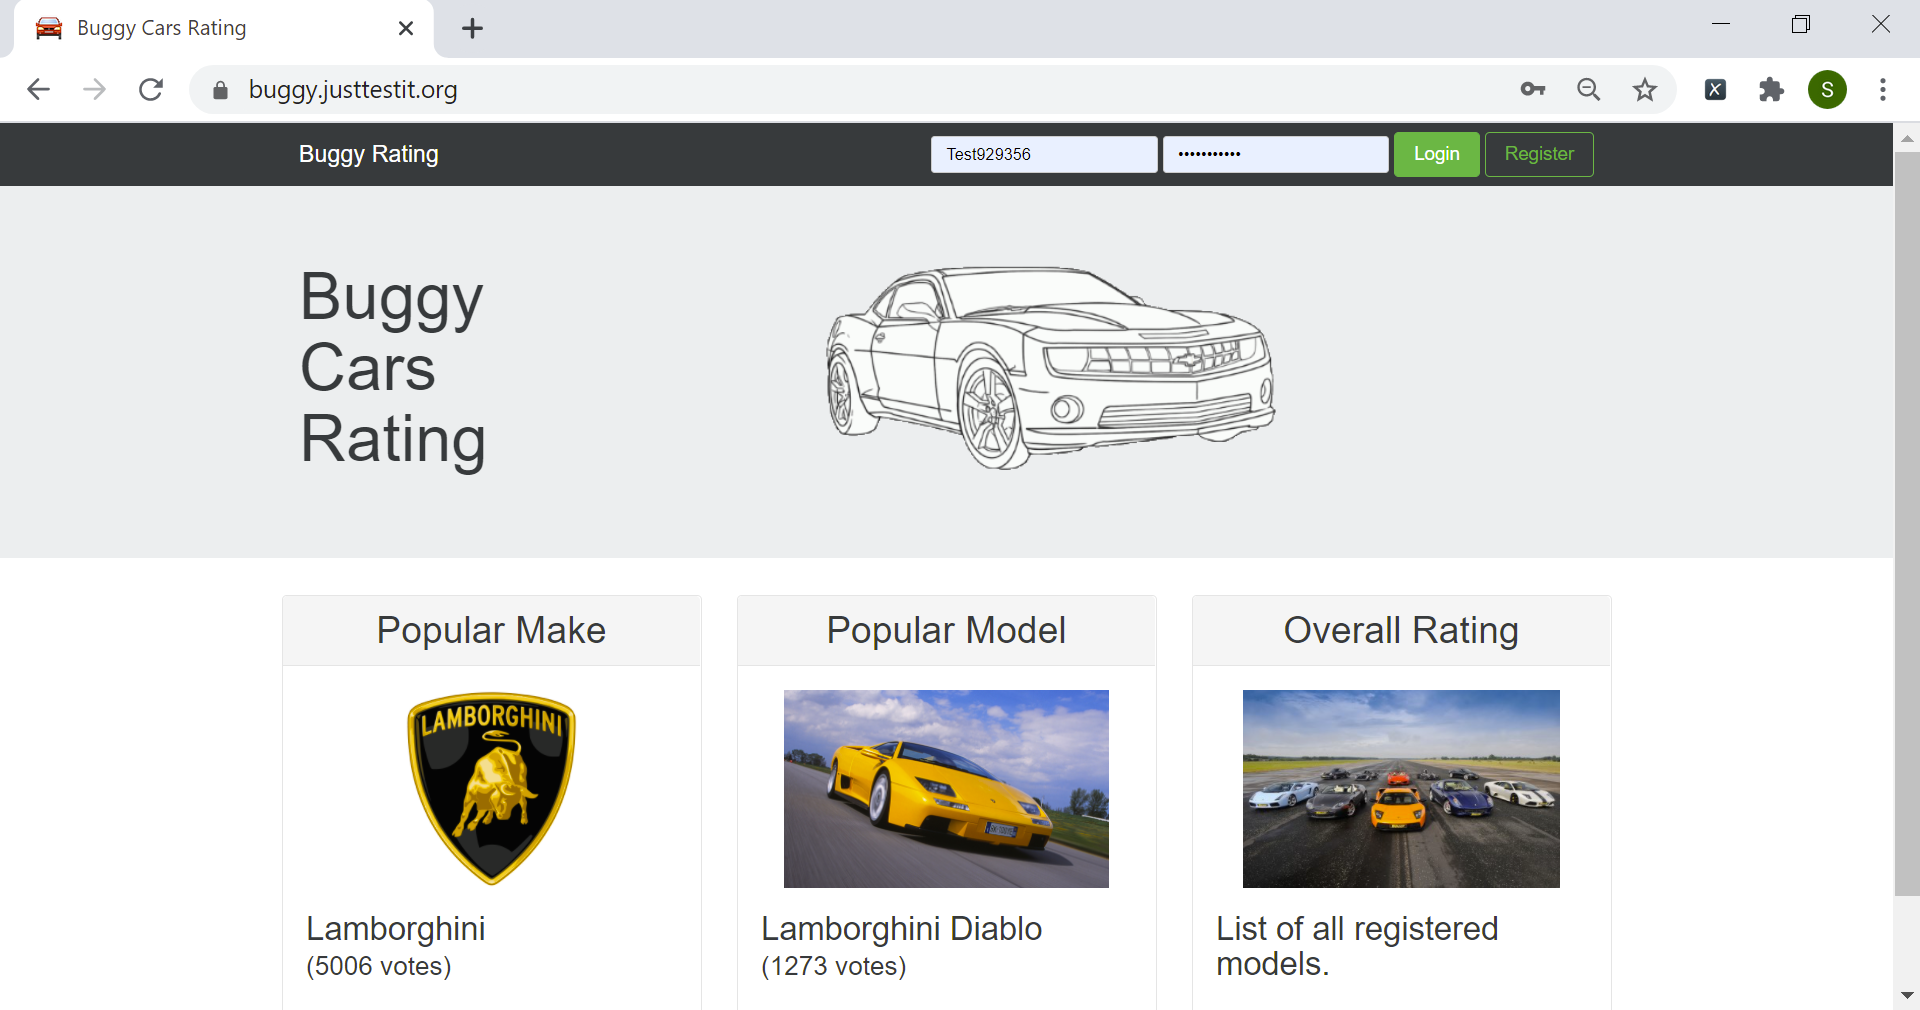 Buggy Cars Rating
buggy.justtestit.org
S
Buggy Rating
Test929356
•••••••••••
Login
Register
Buggy
Cars
Rating
Popular Make
Popular Model
Overall Rating
LAMBORGHINI
Lamborghini
(5006 votes)
Lamborghini Diablo
(1273 votes)
List of all registered
models.